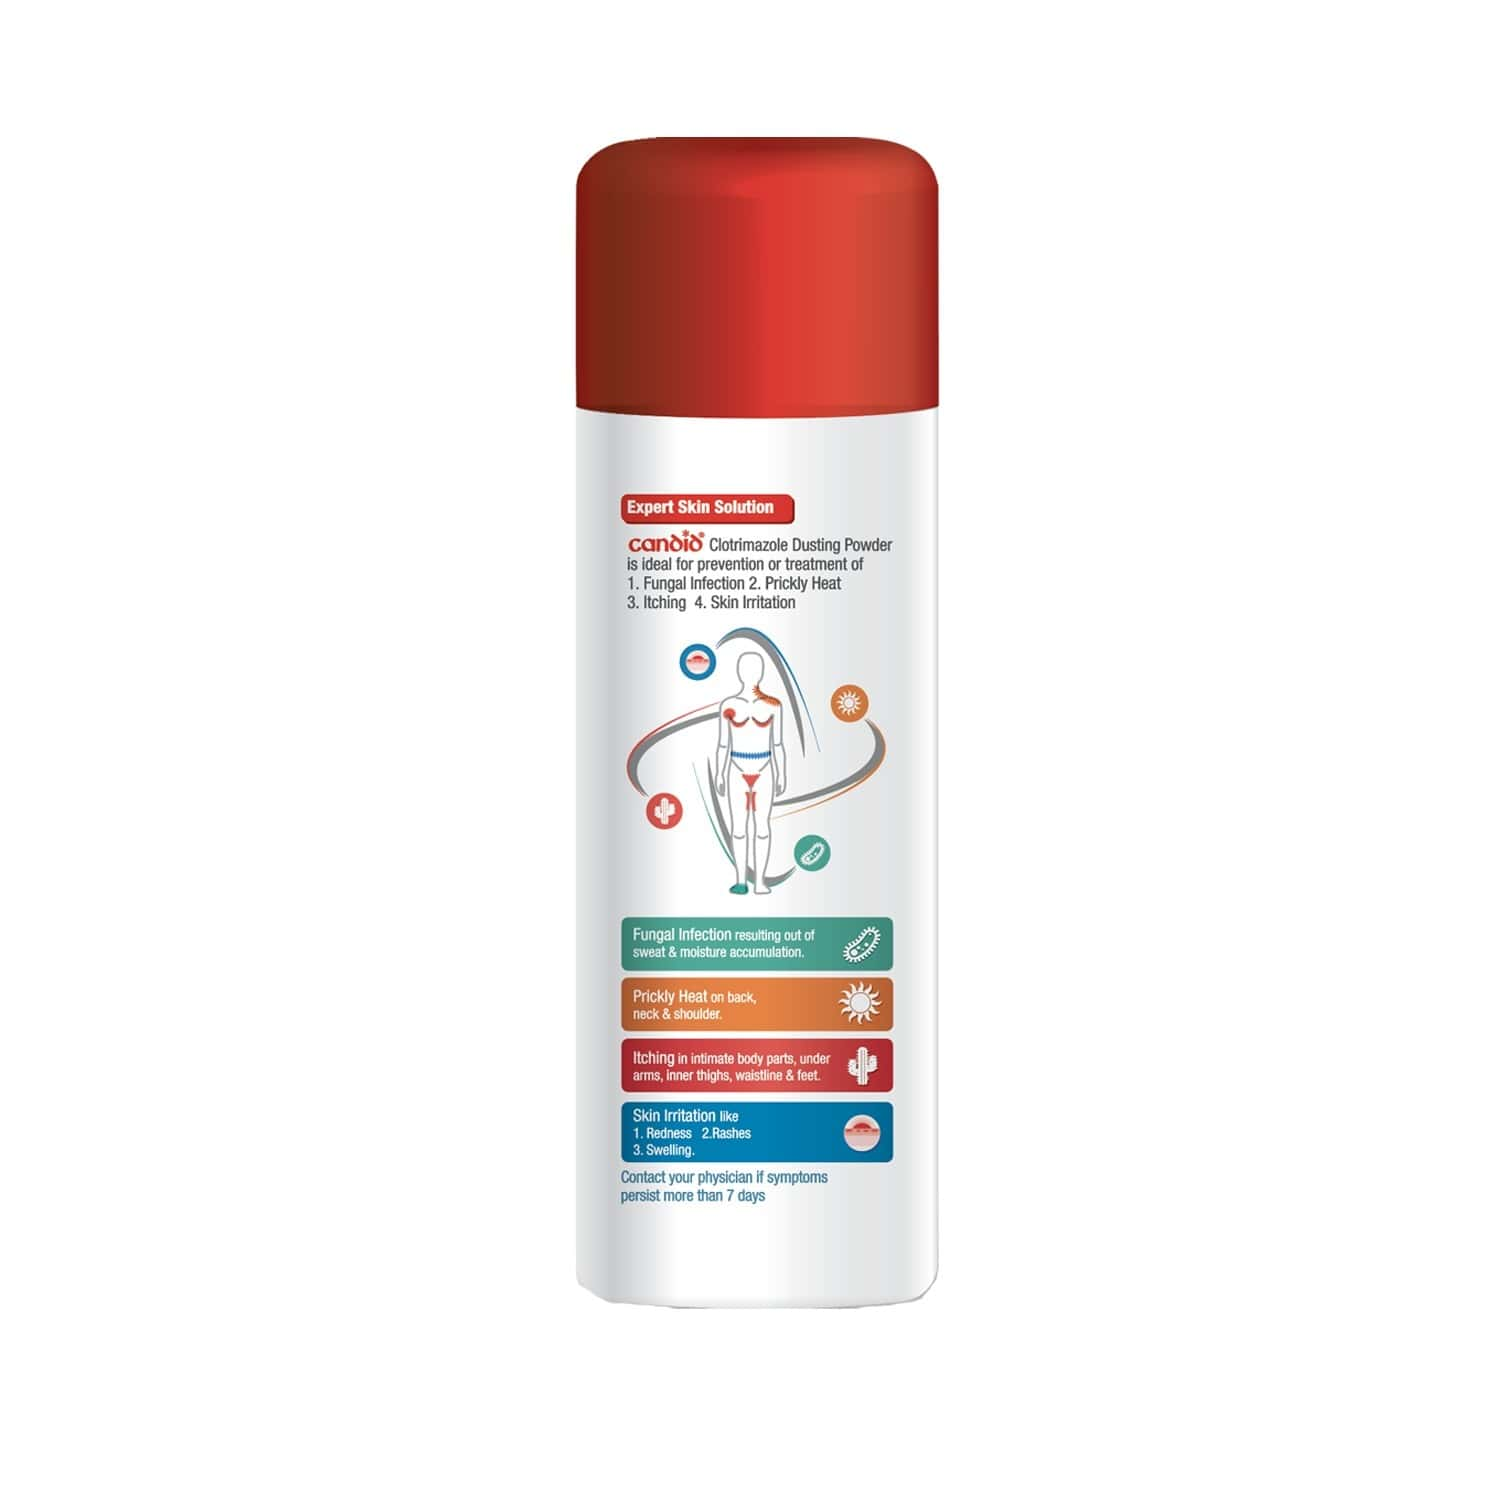 Expert Skin Solution
candid® Clotrimazole Dusting Powder
is ideal for prevention or treatment of
1. Fungal Infection 2. Prickly Heat
3. Itching 4. Skin Irritation
Fungal Infection resulting out of
sweat & moisture accumulation.
Prickly Heat on back,
neck & shoulder.
Itching in intimate body parts, under
arms, inner thighs, waistline & feet.
Skin Irritation like
1. Redness 2.Rashes
3. Swelling.
Contact your physician if symptoms
persist more than 7 days